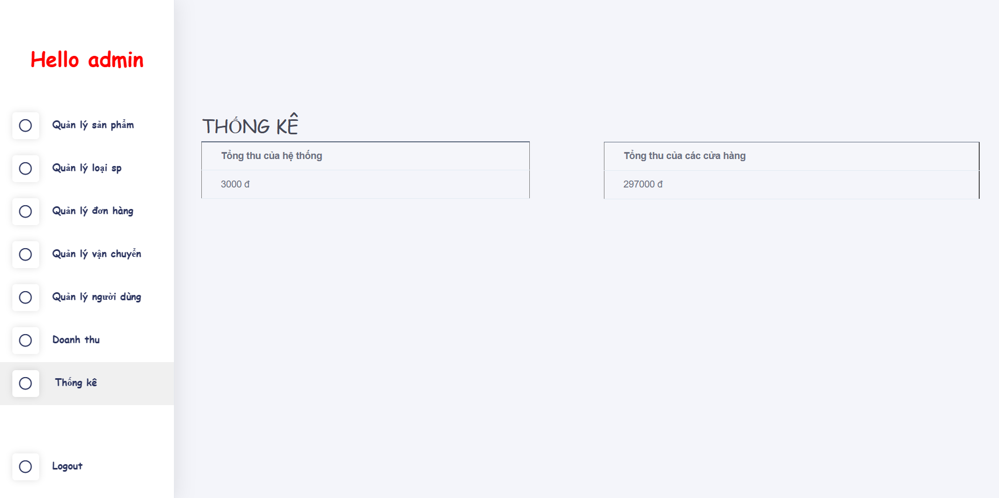 Hello admin
Quản lý sản phẩm
Quản lý loại sp
Quản lý đơn hàng
Quản lý vận chuyển
Quản lý người dùng
Doanh thu
Thống kê
Logout
THỐNG KÊ
Tổng thu của hệ thống
3000 đ
Tổng thu của các cửa hàng
297000 đ